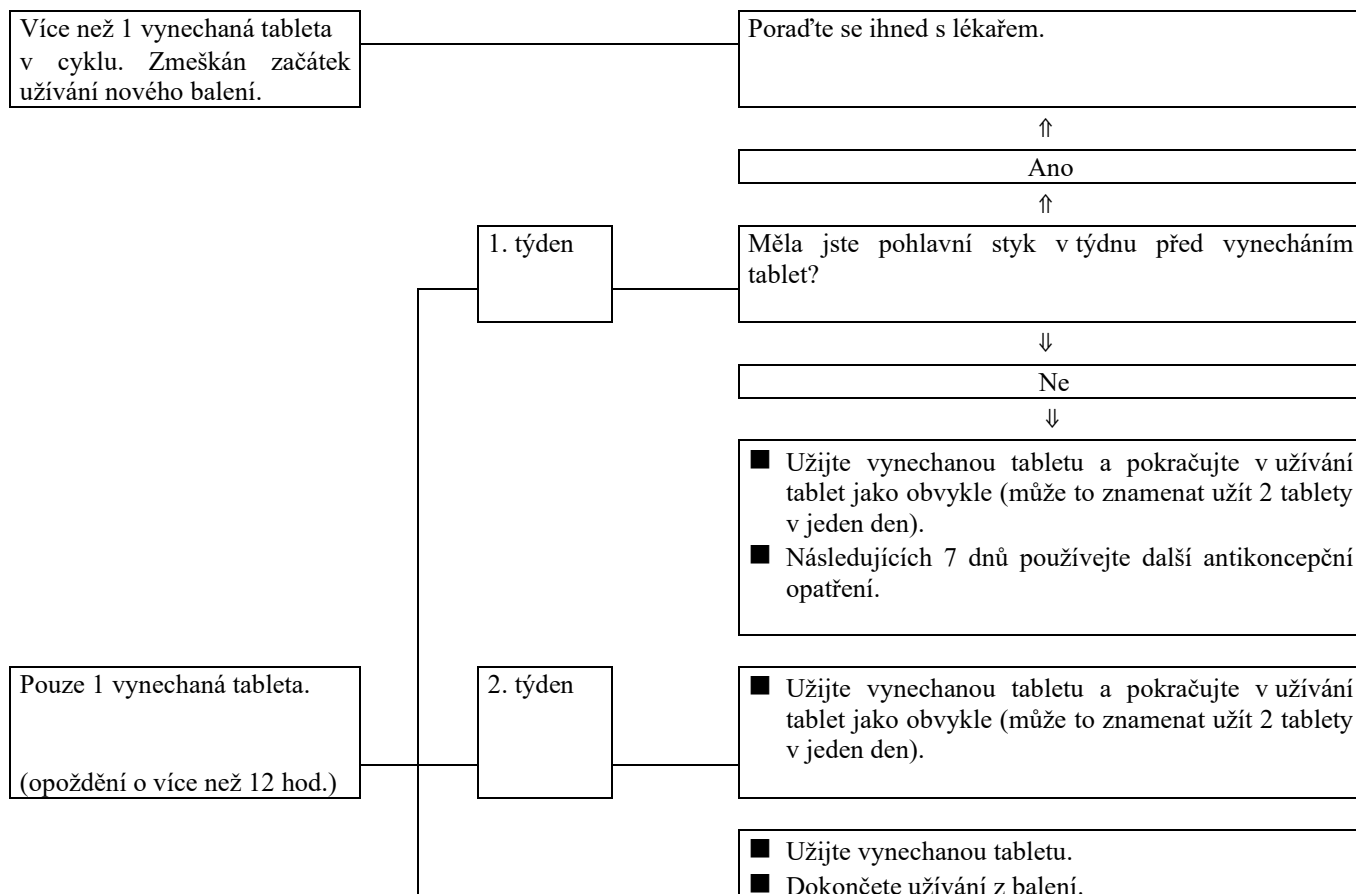 Více než 1 vynechaná tableta
v cyklu. Zmeškán začátek
užívání nového balení.
Poraďte se ihned s lékařem.
⇑
Ano
⇑
1. týden
Měla jste pohlavní styk v týdnu před vynecháním
tablet?
⇓
Ne
⇓
■ Užijte vynechanou tabletu a pokračujte v užívání
tablet jako obvykle (může to znamenat užít 2 tablety
v jeden den).
■ Následujících 7 dnů používejte další antikoncepční
opatření.
Pouze 1 vynechaná tableta.
(opoždění o více než 12 hod.)
2. týden
■ Užijte vynechanou tabletu a pokračujte v užívání
tablet jako obvykle (může to znamenat užít 2 tablety
v jeden den).
■ Užijte vynechanou tabletu.
■ Dokončete užívání z balení.